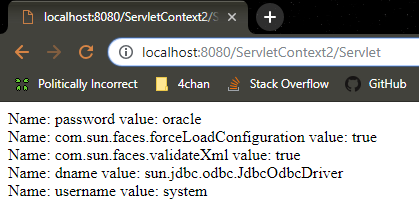 localhost:8080/ServletContext2/S
localhost:8080/ServletContext2/Servlet
Politically Incorrect 4chan Stack Overflow GitHub
Name: password value: oracle
Name: com.sun.faces.forceLoadConfiguration value: true
Name: com.sun.faces.validateXml value: true
Name: dname value: sun.jdbc.odbc.JdbcOdbcDriver
Name: username value: system